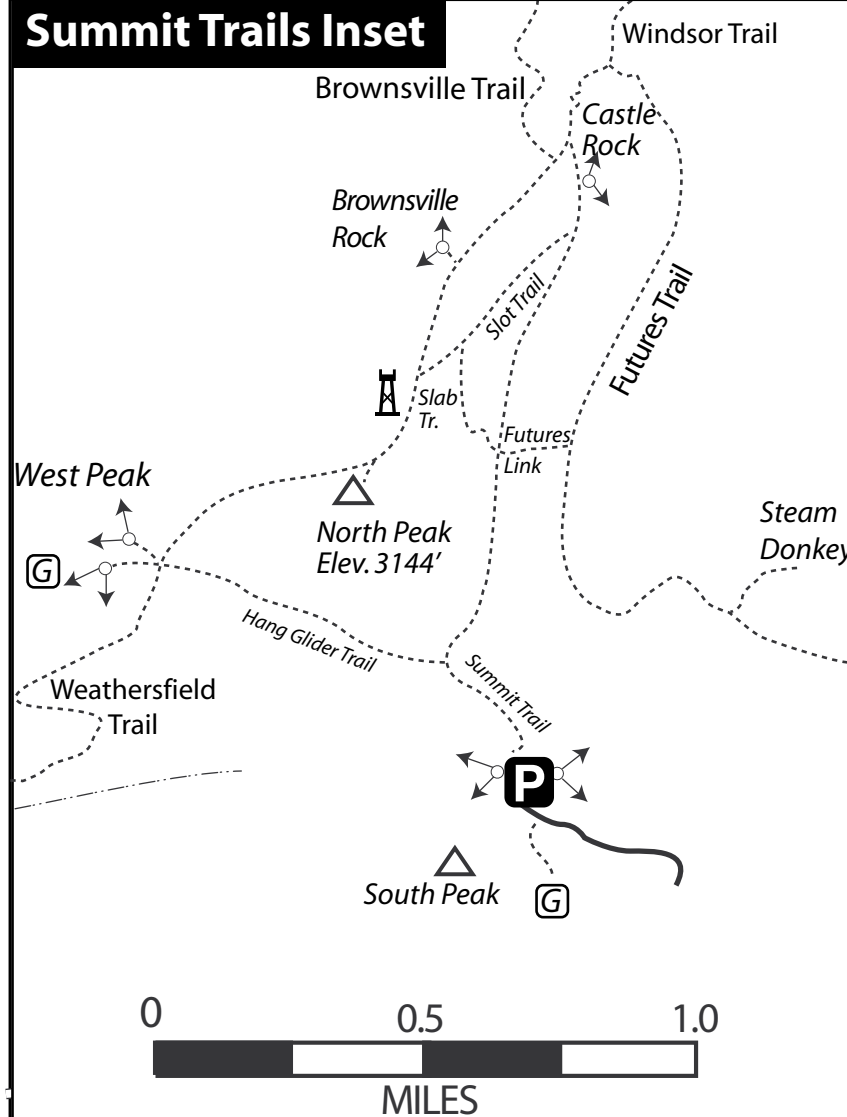 Summit Trails Inset
Windsor Trail
Brownsville Trail
Castle
Rock
Brownsville
Rock
Slot Trail
Futures Trail
Slab
Tr.
Futures
Link
West Peak
G
North Peak
Elev. 3144'
Steam
Donkey
Hang Glider Trail
Summit Trail
Weathersfield
Trail
P
South Peak
G
0 0.5 1.0
MILES